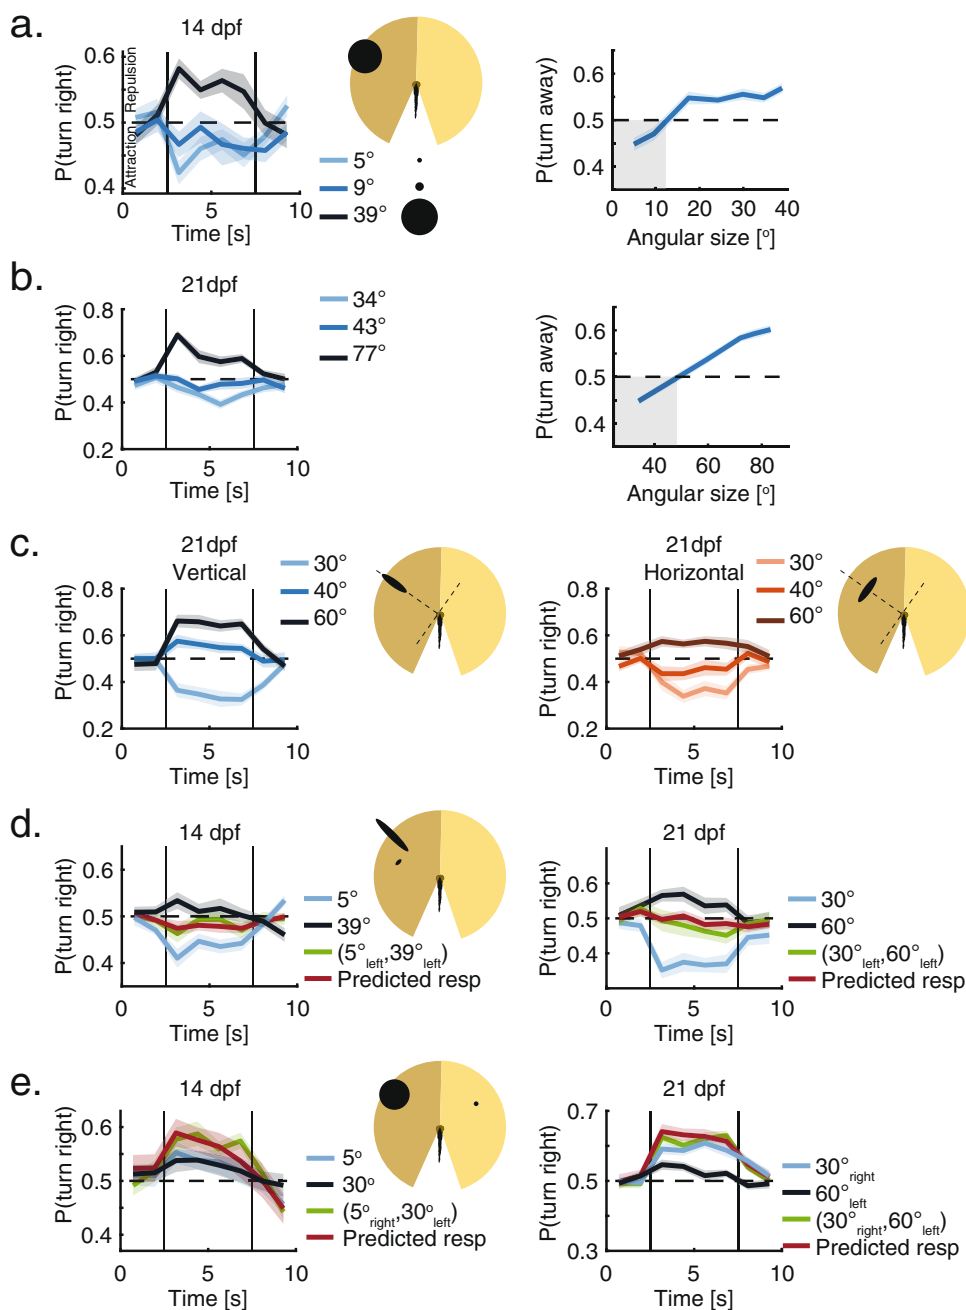 a.
14 dpf
P(turn right)
Attraction Repulsion
0.6
0.5
0.4
0 5 10
Time [s]
5°
9°
39°
P(turn away)
0.6
0.5
0.4
0 10 20 30 40
Angular size [°]
b.
21dpf
P(turn right)
0.8
0.6
0.4
0.2
0 5 10
Time [s]
34°
43°
77°
P(turn away)
0.6
0.5
0.4
40 60 80
Angular size [°]
c.
21dpf
Vertical
P(turn right)
0.8
0.6
0.4
0.2
0 5 10
Time [s]
30°
40°
60°
21dpf
Horizontal
P(turn right)
0.8
0.6
0.4
0.2
0 5 10
Time [s]
30°
40°
60°
d.
14 dpf
P(turn right)
0.6
0.5
0.4
0 5 10
Time [s]
5°
39°
(5°left,39°left)
Predicted resp
21 dpf
P(turn right)
0.6
0.5
0.4
0 5 10
Time [s]
30°
60°
(30°left,60°left)
Predicted resp
e.
14 dpf
P(turn right)
0.6
0.5
0.4
0 5 10
Time [s]
5°
30°
(5°right,30°left)
Predicted resp
21 dpf
P(turn right)
0.7
0.5
0.3
0 5 10
Time [s]
30°right
60°left
(30°right,60°left)
Predicted resp